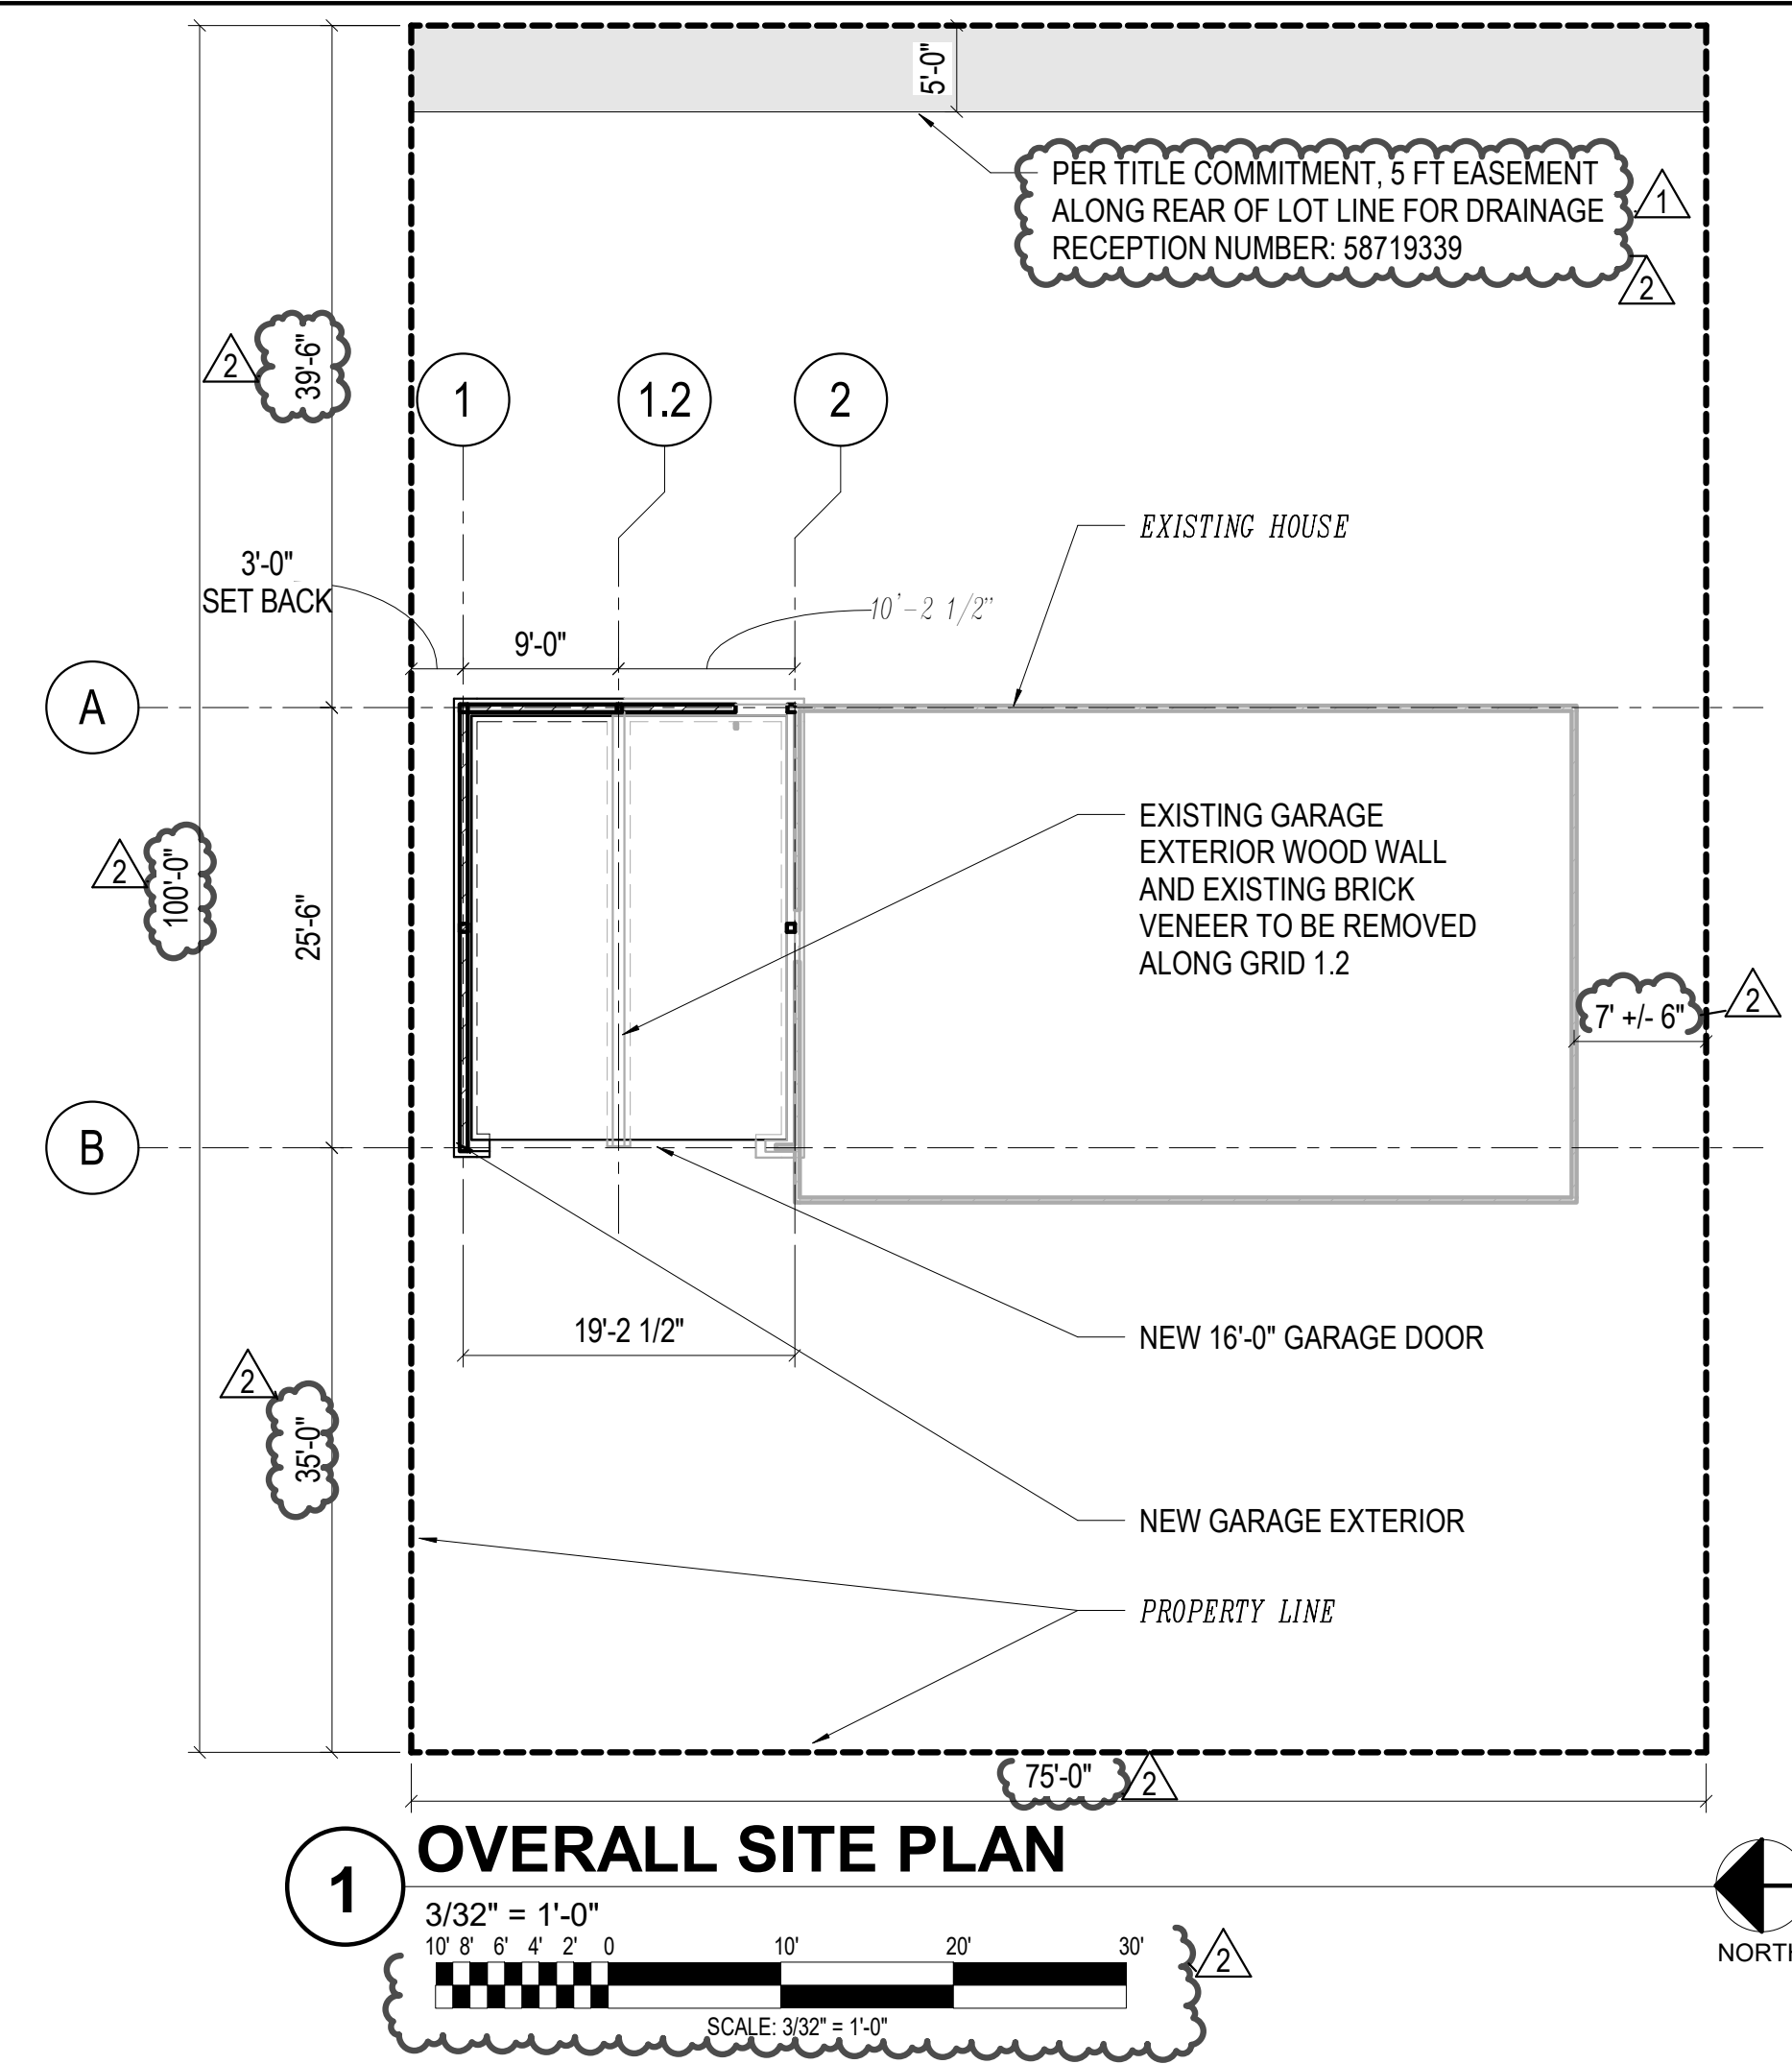 5'-0"
PER TITLE COMMITMENT, 5 FT EASEMENT
ALONG REAR OF LOT LINE FOR DRAINAGE
RECEPTION NUMBER: 58719339
1
2
39'-6"
2
1
1.2
2
EXISTING HOUSE
3'-0"
SET BACK
10'-2 1/2"
9'-0"
A
EXISTING GARAGE
EXTERIOR WOOD WALL
AND EXISTING BRICK
VENEER TO BE REMOVED
ALONG GRID 1.2
2
100'-0"
25'-6"
7' +/- 6"
2
B
19'-2 1/2"
NEW 16'-0" GARAGE DOOR
2
35'-0"
NEW GARAGE EXTERIOR
PROPERTY LINE
75'-0"
2
1
OVERALL SITE PLAN
3/32" = 1'-0"
10' 8' 6' 4' 2' 0 10' 20' 30'
2
SCALE: 3/32" = 1'-0"
NORTH